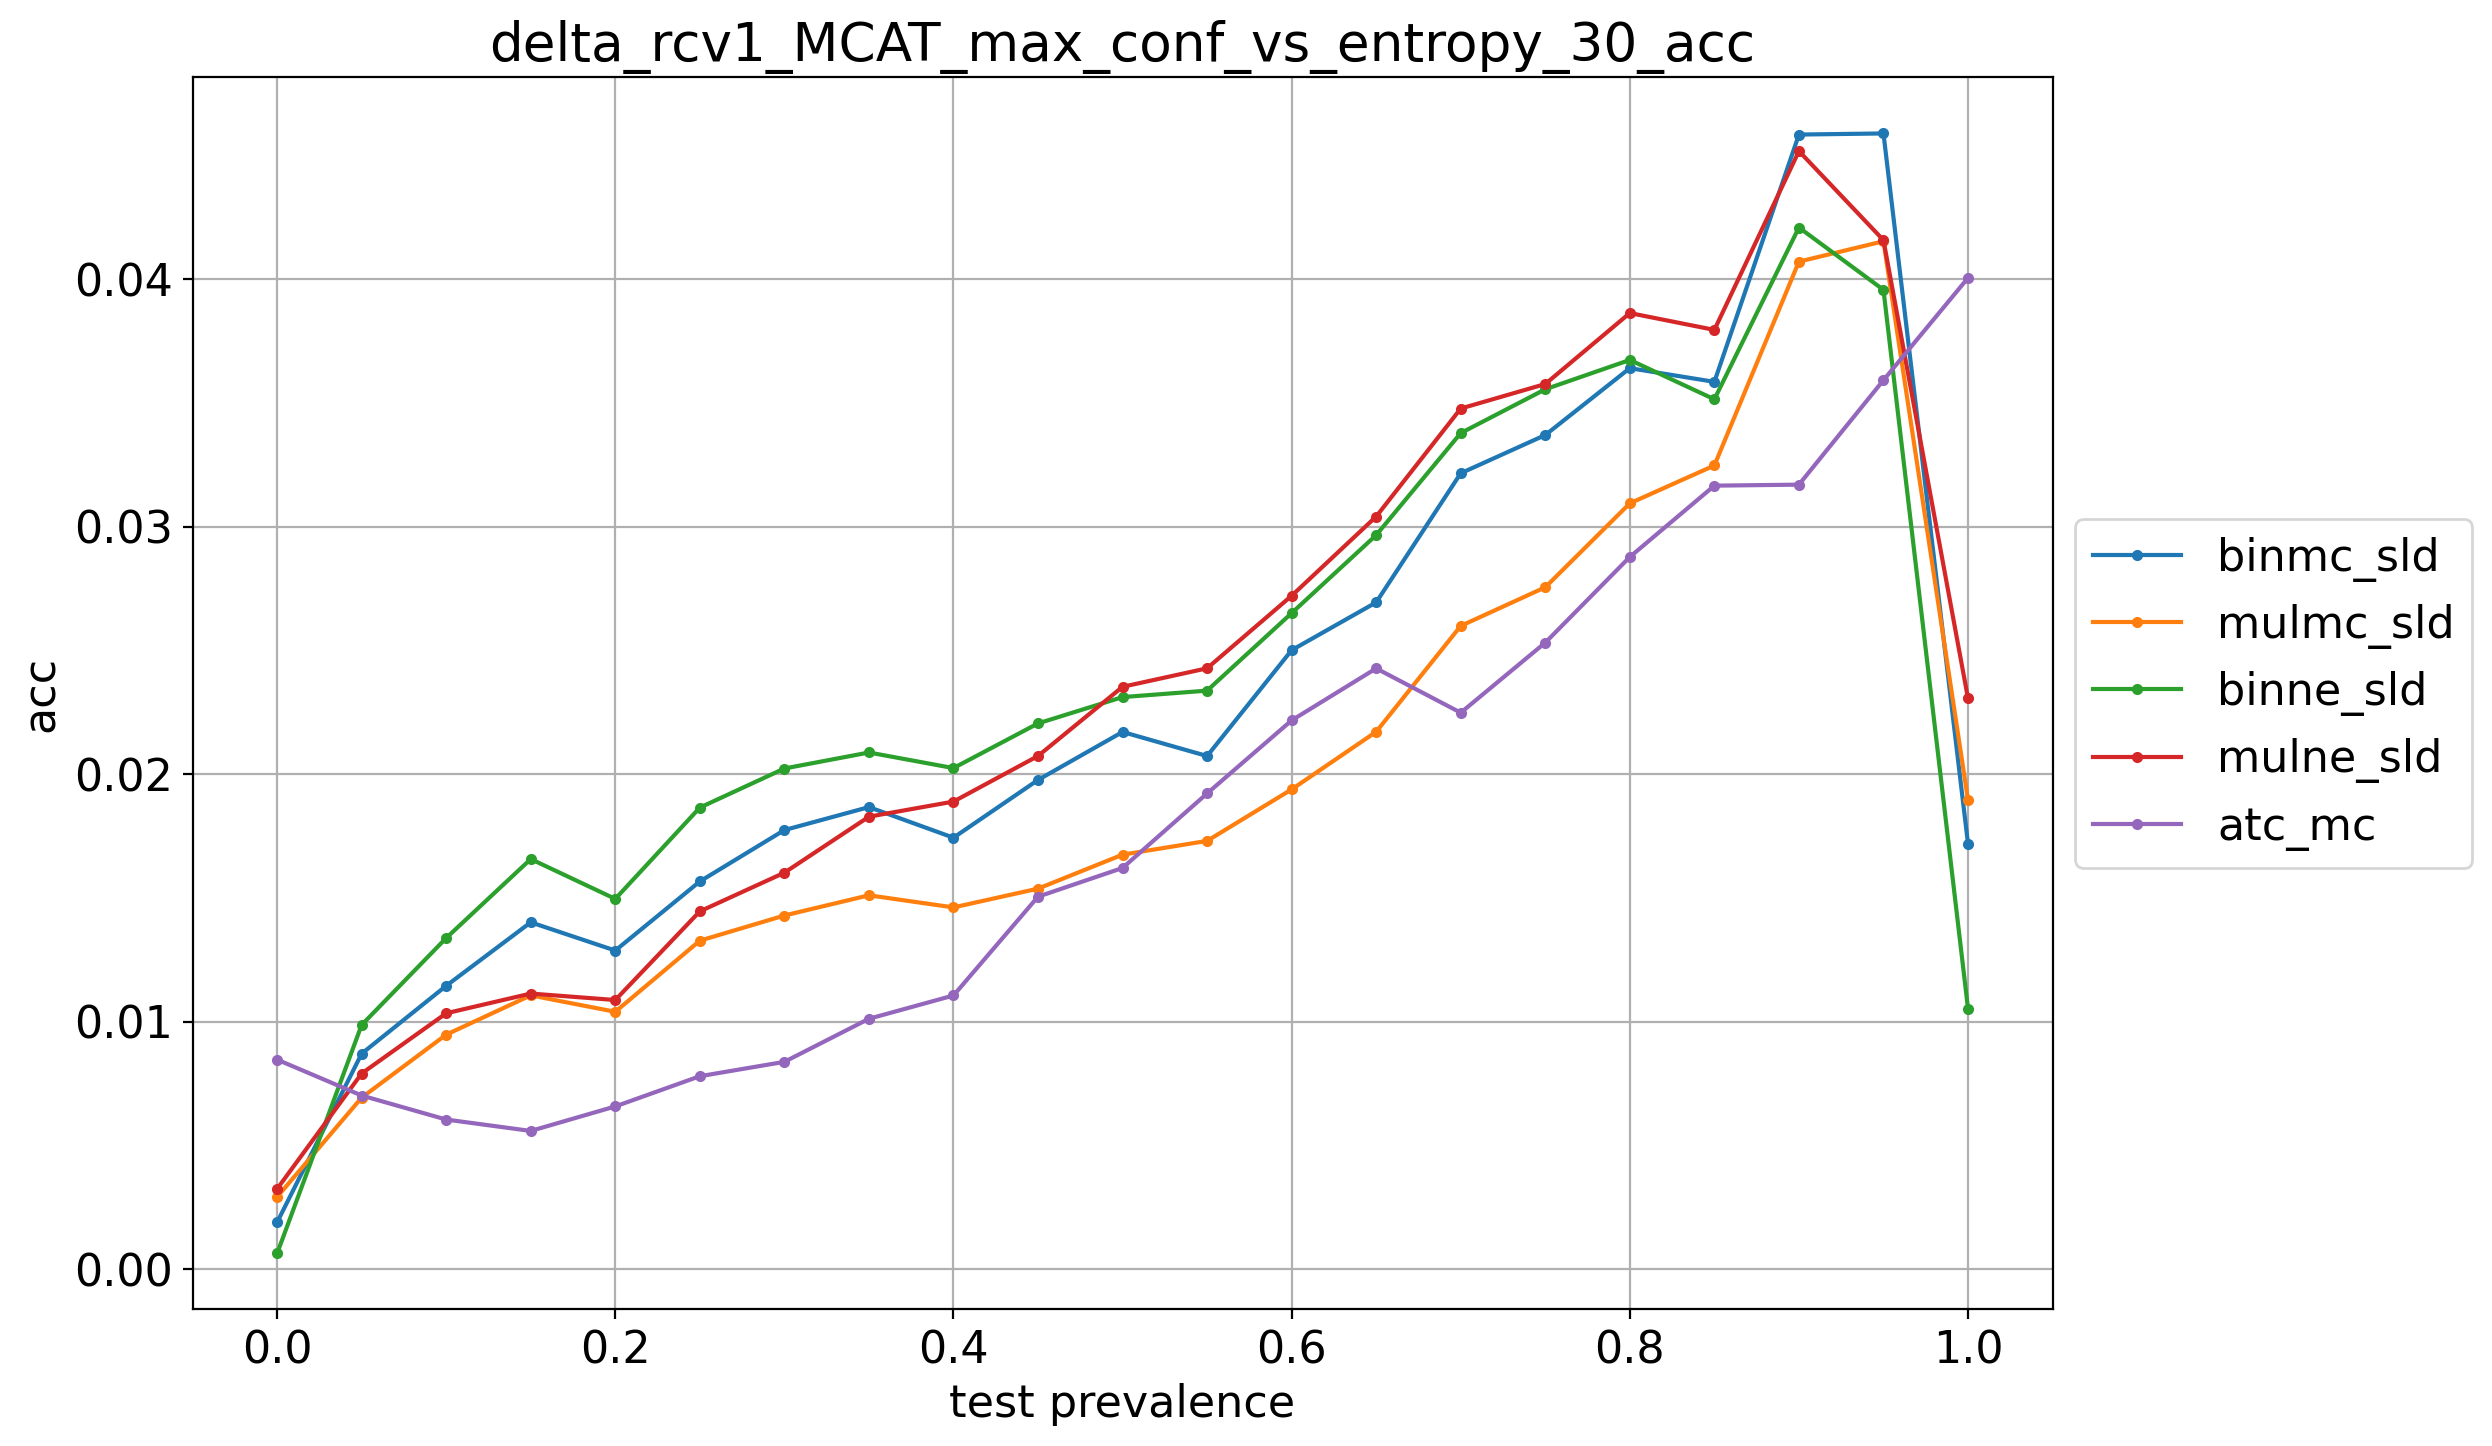 delta_rcv1_MCAT_max_conf_vs_entropy_30_acc
acc
0.04
0.03
0.02
0.01
0.00
0.0 0.2 0.4 0.6 0.8 1.0
test prevalence
binmc_sld
mulmc_sld
binne_sld
mulne_sld
atc_mc